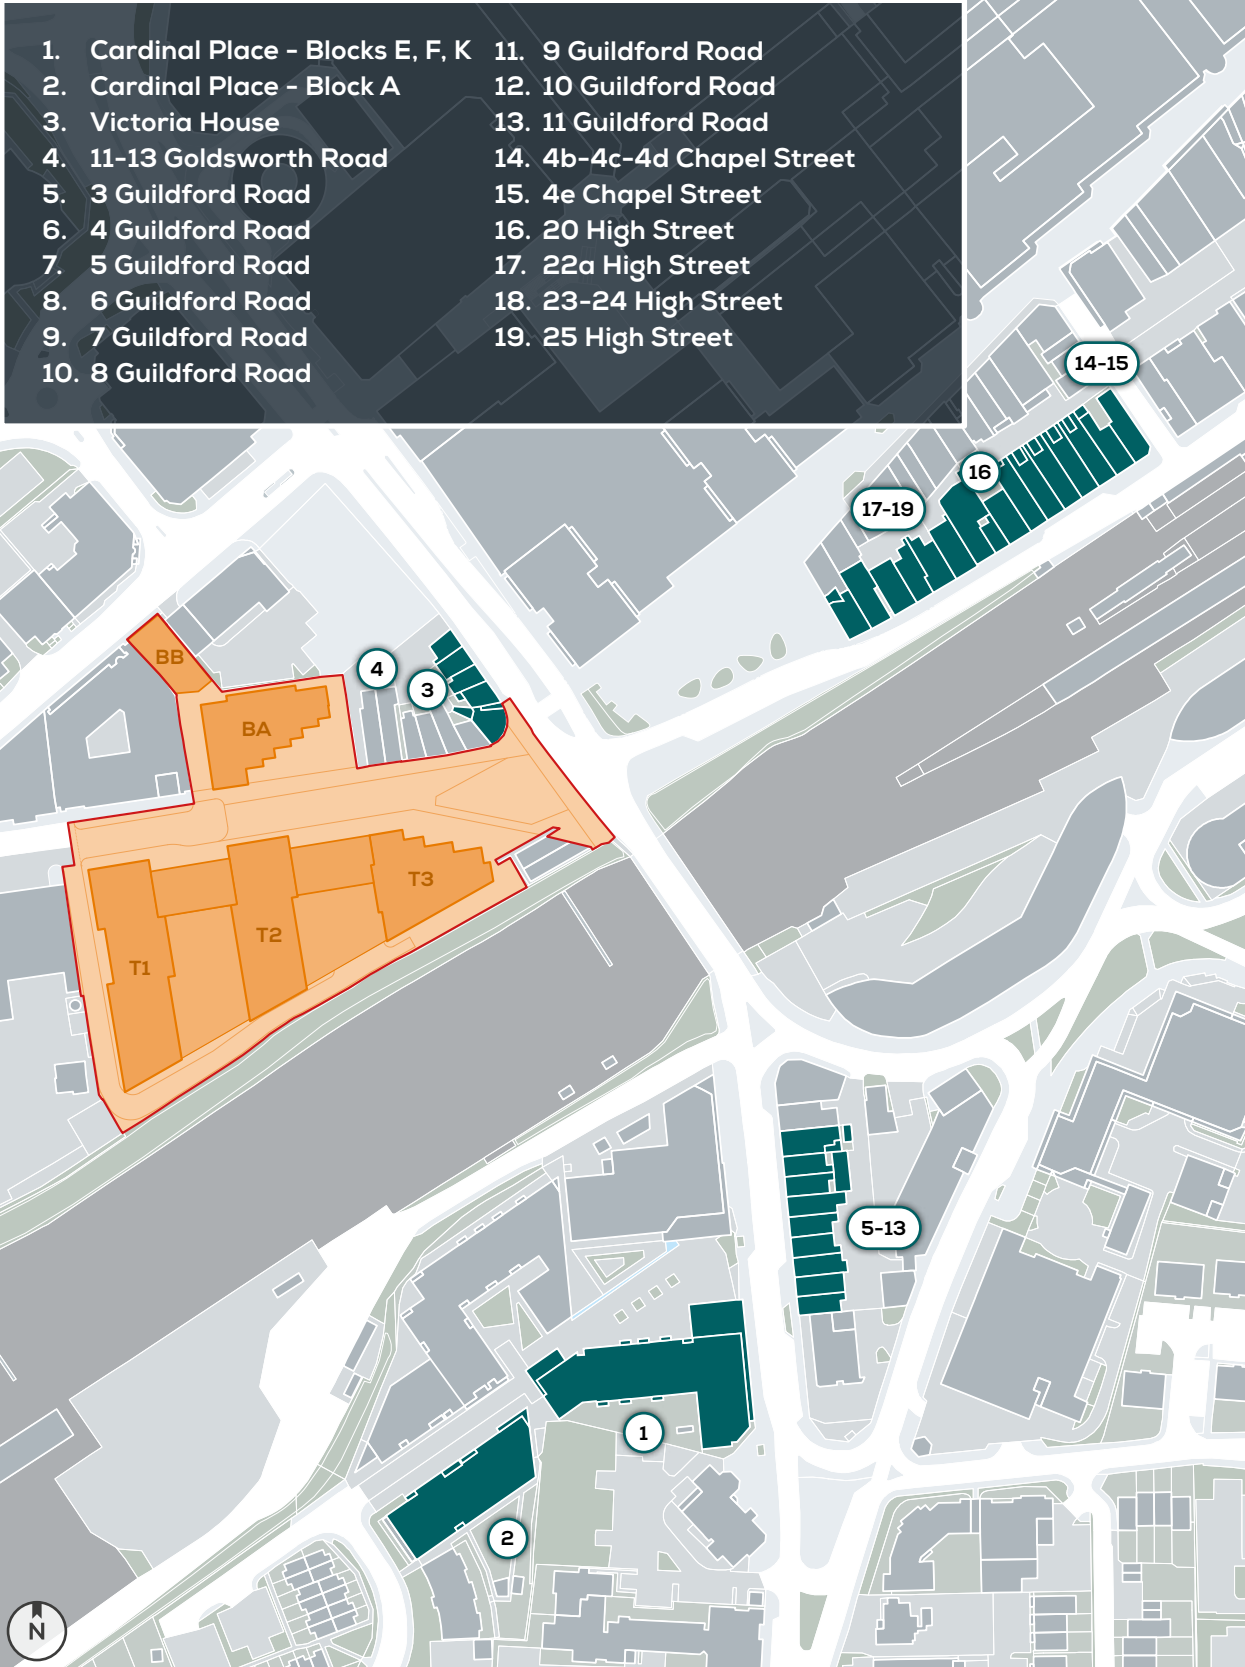 1. Cardinal Place - Blocks E, F, K
2. Cardinal Place - Block A
3. Victoria House
4. 11-13 Goldsworth Road
5. 3 Guildford Road
6. 4 Guildford Road
7. 5 Guildford Road
8. 6 Guildford Road
9. 7 Guildford Road
10. 8 Guildford Road
11. 9 Guildford Road
12. 10 Guildford Road
13. 11 Guildford Road
14. 4b-4c-4d Chapel Street
15. 4e Chapel Street
16. 20 High Street
17. 22a High Street
18. 23-24 High Street
19. 25 High Street
14-15
16
17-19
BB
4
3
BA
T3
T2
T1
5-13
1
2
N